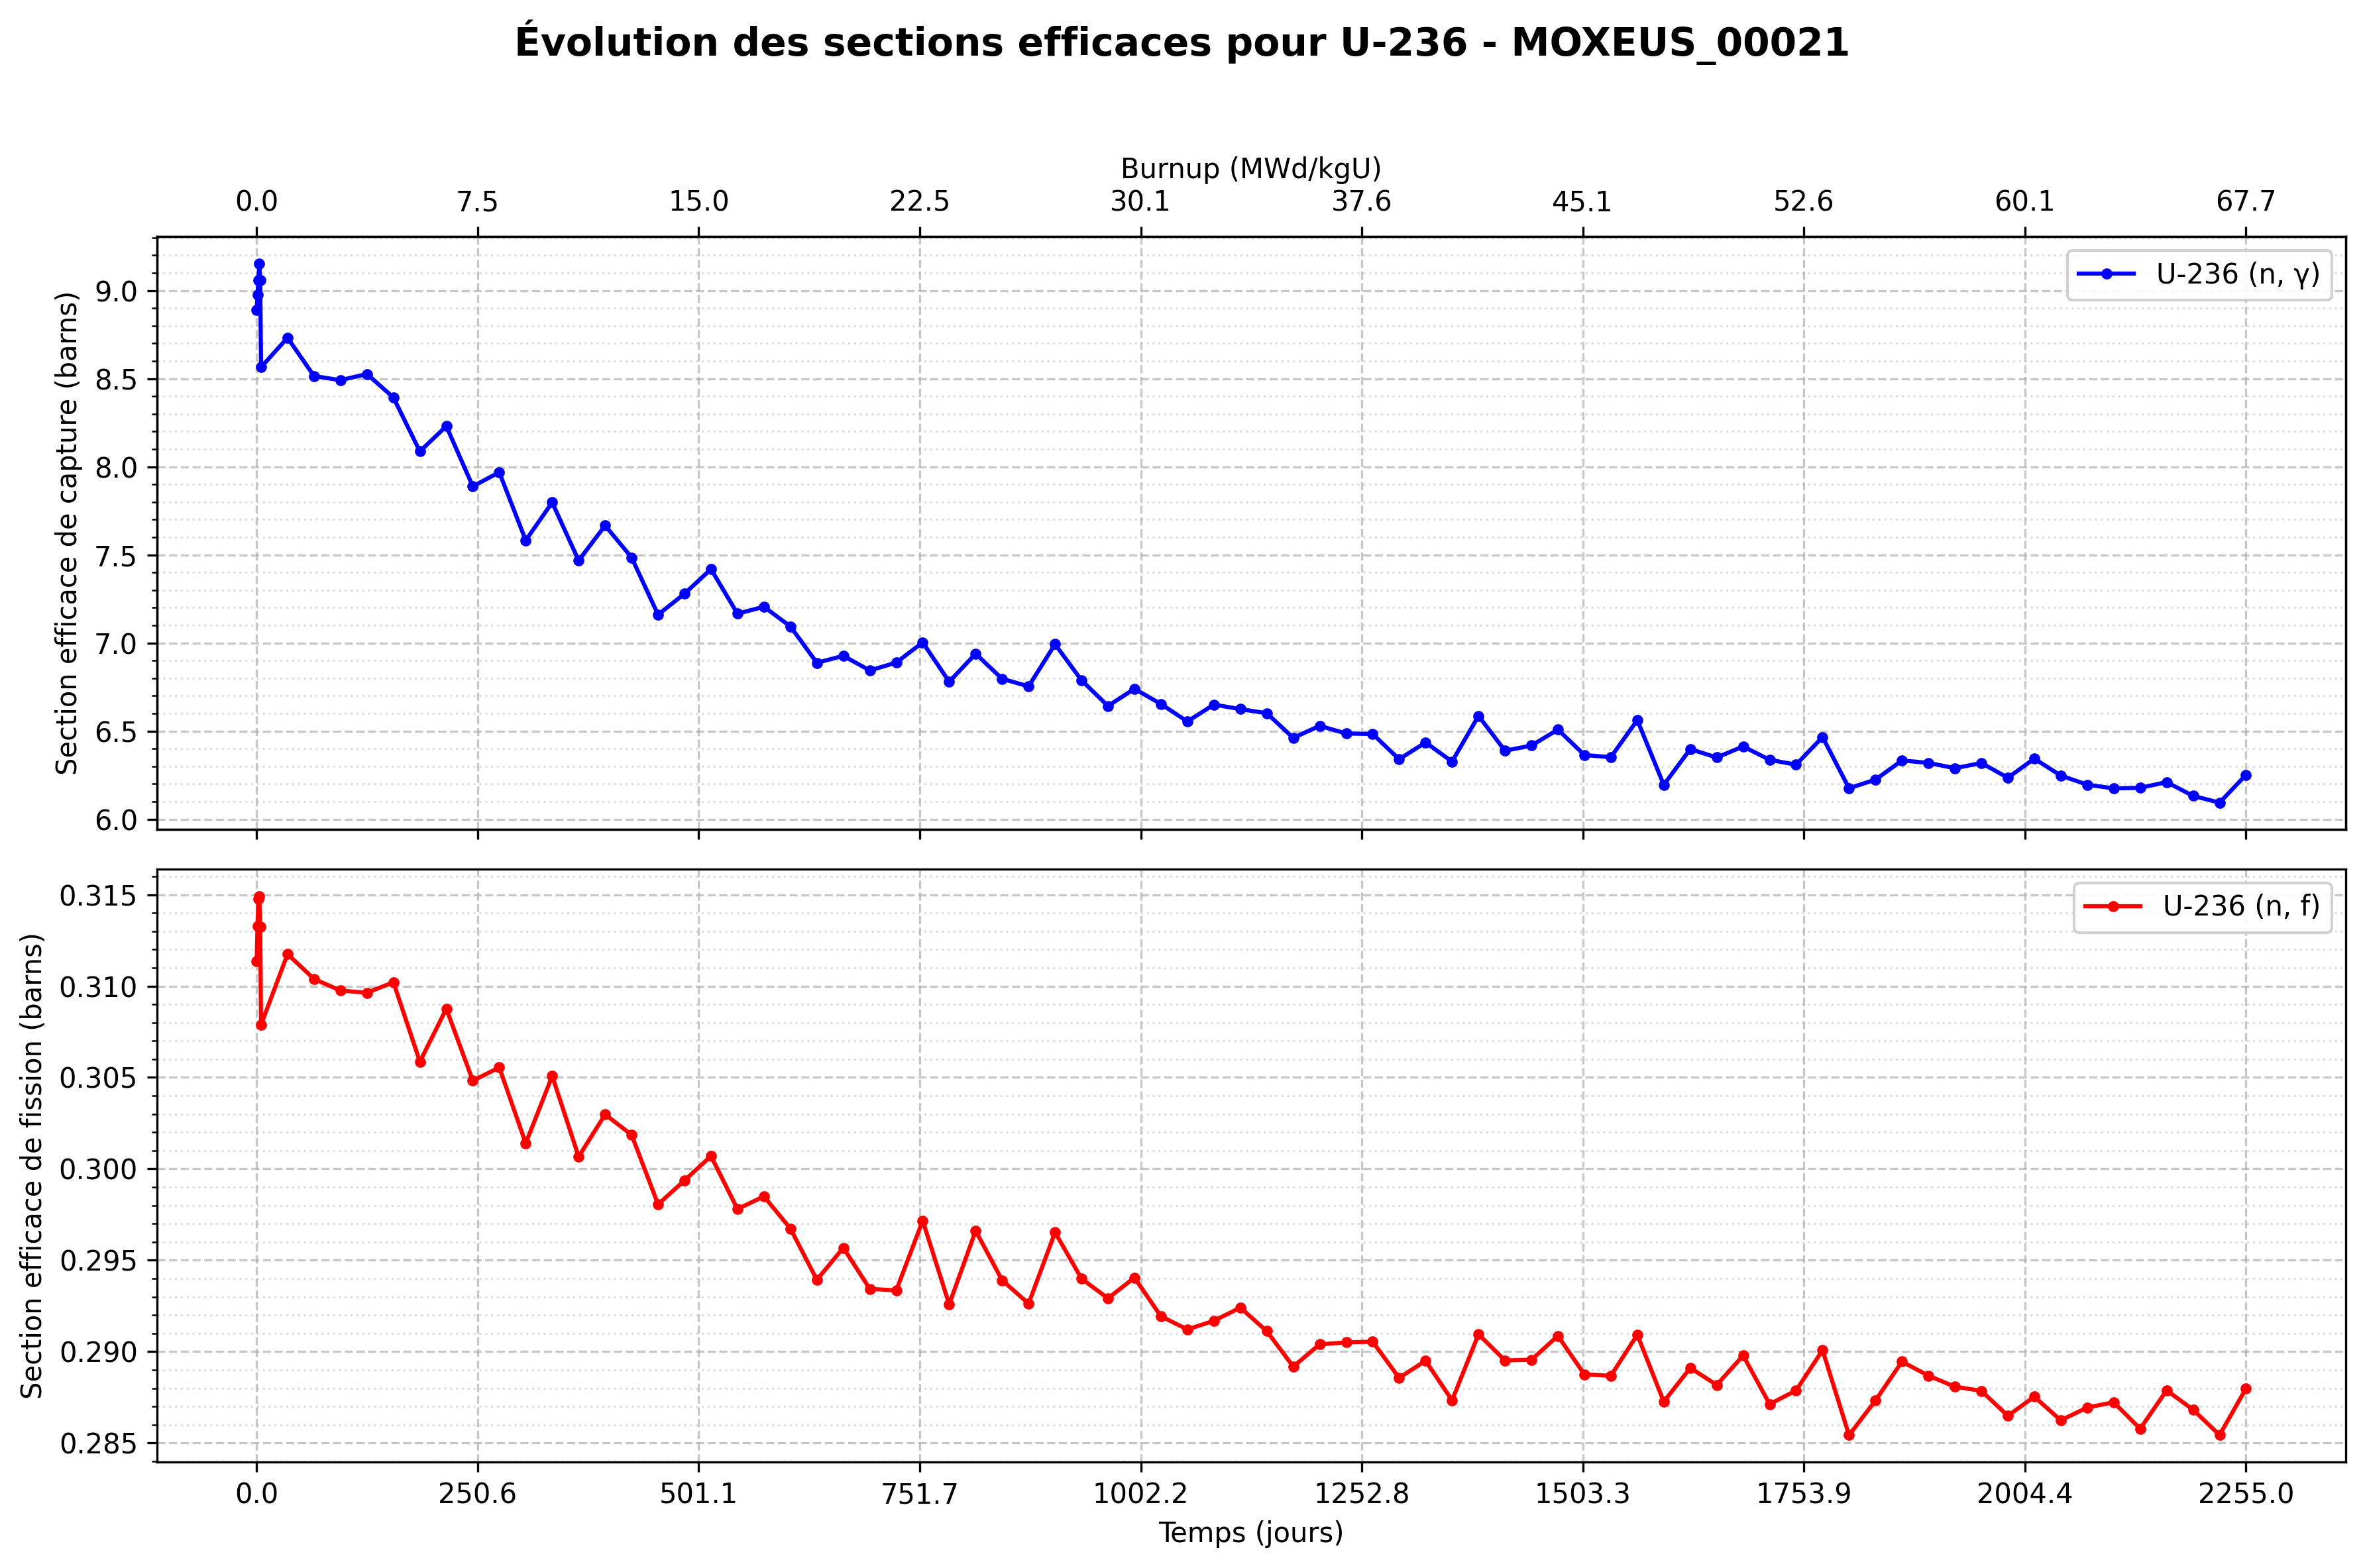 Évolution des sections efficaces pour U-236 - MOXEUS_00021
Burnup (MWd/kgU)
0.0 7.5 15.0 22.5 30.1 37.6 45.1 52.6 60.1 67.7
Section efficace de capture (barns)
9.0
8.5
8.0
7.5
7.0
6.5
6.0
U-236 (n, γ)
Section efficace de fission (barns)
0.315
0.310
0.305
0.300
0.295
0.290
0.285
U-236 (n, f)
0.0 250.6 501.1 751.7 1002.2 1252.8 1503.3 1753.9 2004.4 2255.0
Temps (jours)